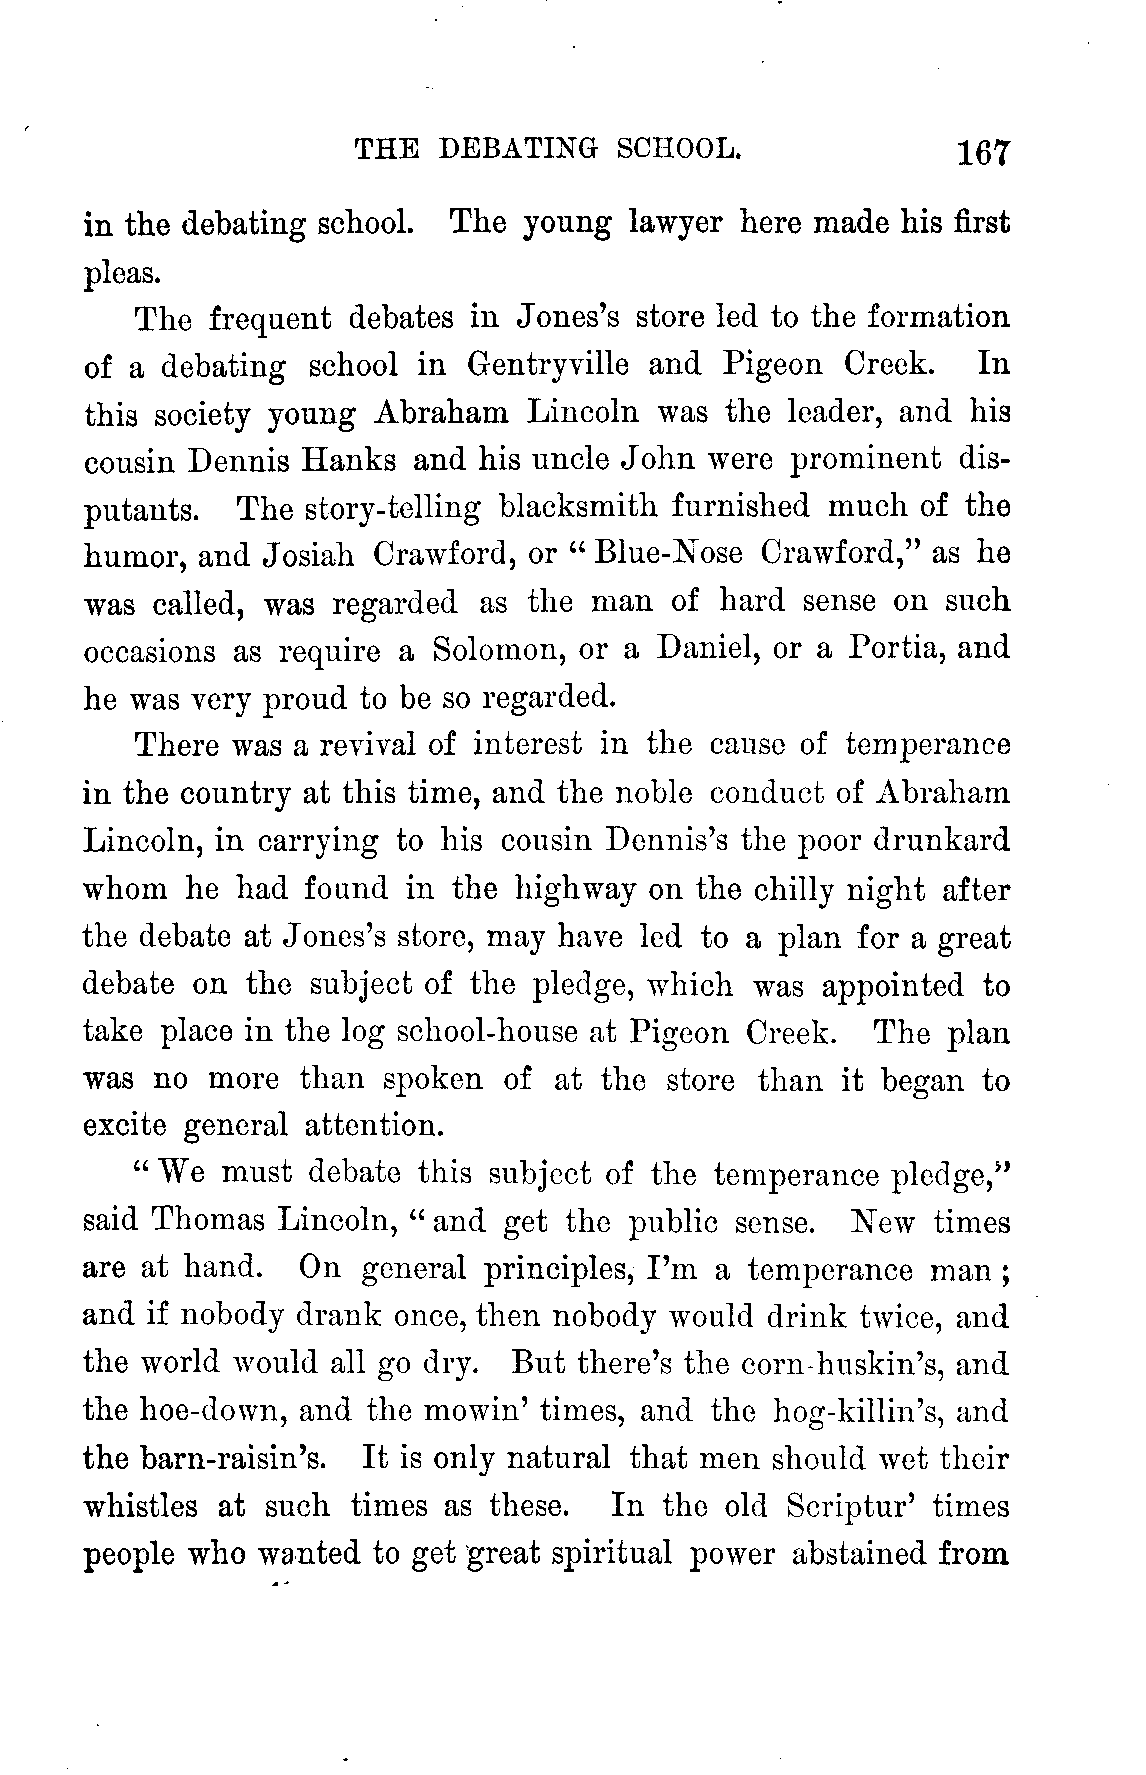 THE DEBATING SCHOOL. 167
in the debating school. The young lawyer here made his first
pleas.
The frequent debates in Jones's store led to the formation
of a debating school in Gentryville and Pigeon Creek. In
this society young Abraham Lincoln was the leader, and his
cousin Dennis Hanks and his uncle John were prominent dis-
putants. The story-telling blacksmith furnished much of the
humor, and Josiah Crawford, or “ Blue-Nose Crawford,” as he
was called, was regarded as the man of hard sense on such
occasions as require a Solomon, or a Daniel, or a Portia, and
he was very proud to be so regarded.
There was a revival of interest in the cause of temperance
in the country at this time, and the noble conduct of Abraham
Lincoln, in carrying to his cousin Dennis's the poor drunkard
whom he had found in the highway on the chilly night after
the debate at Jones's store, may have led to a plan for a great
debate on the subject of the pledge, which was appointed to
take place in the log school-house at Pigeon Creek. The plan
was no more than spoken of at the store than it began to
excite general attention.
“ We must debate this subject of the temperance pledge,”
said Thomas Lincoln, “ and get the public sense. New times
are at hand. On general principles, I'm a temperance man ;
and if nobody drank once, then nobody would drink twice, and
the world would all go dry. But there's the corn-huskin's, and
the hoe-down, and the mowin' times, and the hog-killin's, and
the barn-raisin's. It is only natural that men should wet their
whistles at such times as these. In the old Scriptur' times
people who wanted to get great spiritual power abstained from